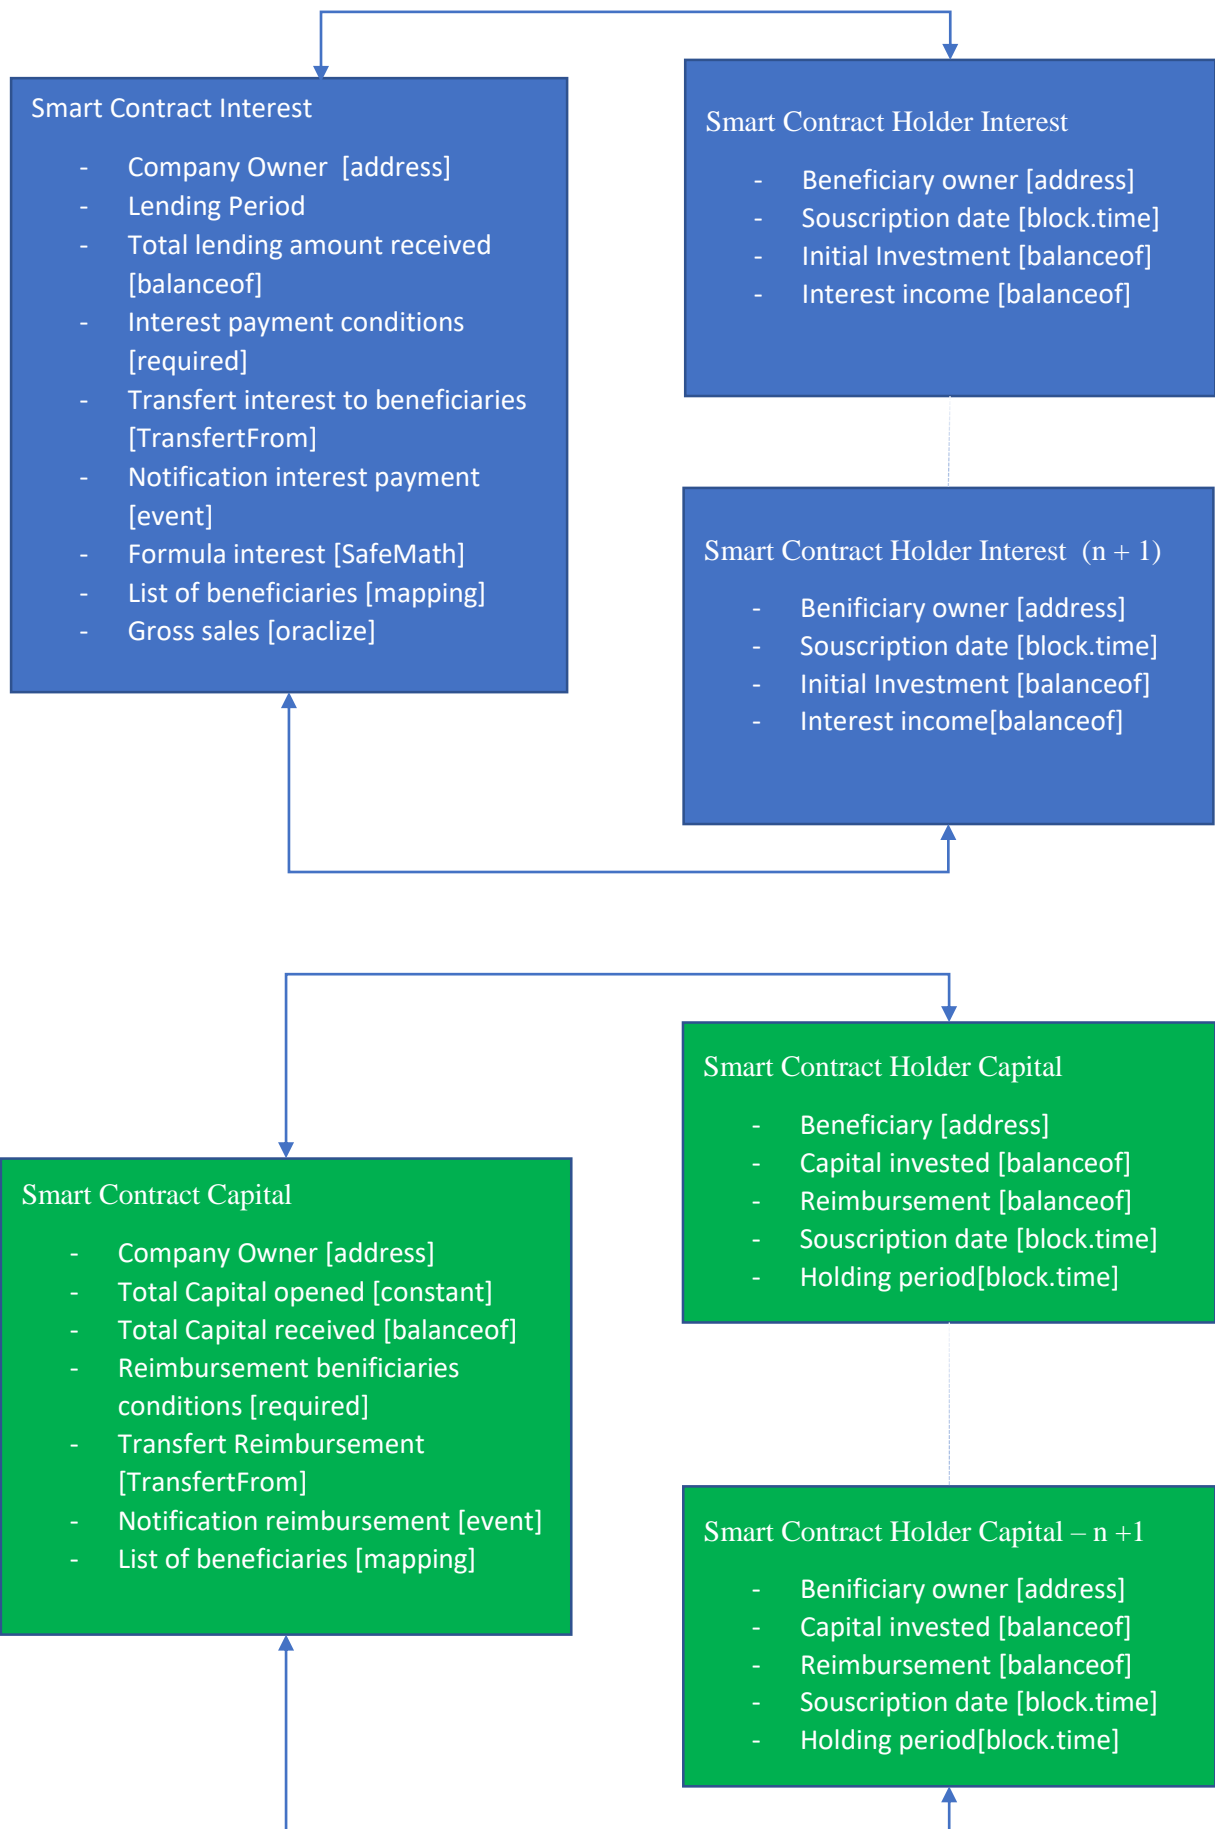 Smart Contract Interest
- Company Owner  [address]
- Lending Period
- Total lending amount received
[balanceof]
- Interest payment conditions
[required]
- Transfert interest to beneficiaries
[TransfertFrom]
- Notification interest payment
[event]
- Formula interest [SafeMath]
- List of beneficiaries [mapping]
- Gross sales [oraclize]
Smart Contract Holder Interest
- Beneficiary owner [address]
- Souscription date [block.time]
- Initial Investment [balanceof]
- Interest income [balanceof]
Smart Contract Holder Interest  (n + 1)
- Benificiary owner [address]
- Souscription date [block.time]
- Initial Investment [balanceof]
- Interest income[balanceof]
Smart Contract Capital
- Company Owner [address]
- Total Capital opened [constant]
- Total Capital received [balanceof]
- Reimbursement benificiaries
conditions [required]
- Transfert Reimbursement
[TransfertFrom]
- Notification reimbursement [event]
- List of beneficiaries [mapping]
Smart Contract Holder Capital
- Beneficiary [address]
- Capital invested [balanceof]
- Reimbursement [balanceof]
- Souscription date [block.time]
- Holding period[block.time]
Smart Contract Holder Capital – n +1
- Benificiary owner [address]
- Capital invested [balanceof]
- Reimbursement [balanceof]
- Souscription date [block.time]
- Holding period[block.time]